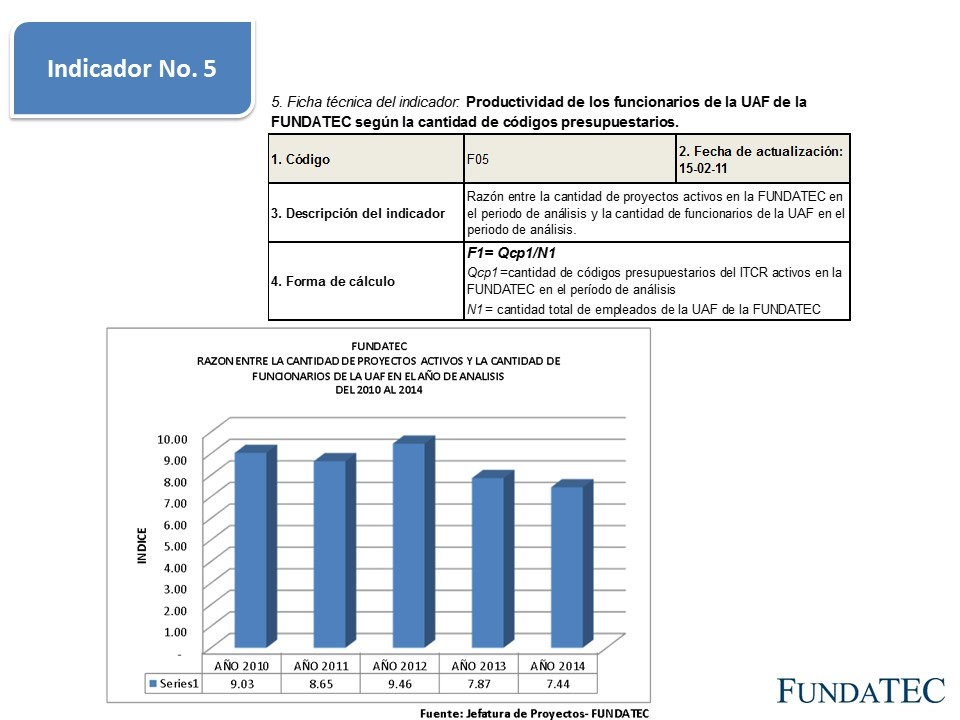 Indicador No. 5
5. Ficha técnica del indicador: Productividad de los funcionarios de la UAF de la
FUNDATEC según la cantidad de códigos presupuestarios.
1. Código F05 2. Fecha de actualización:
15-02-11
3. Descripción del indicador
Razón entre la cantidad de proyectos activos en la FUNDATEC en
el periodo de análisis y la cantidad de funcionarios de la UAF en el
periodo de análisis.
4. Forma de cálculo
F1= Qcp1/N1
Qcp1 =cantidad de códigos presupuestarios del ITCR activos en la
FUNDATEC en el período de análisis
N1 = cantidad total de empleados de la UAF de la FUNDATEC
FUNDATEC
RAZON ENTRE LA CANTIDAD DE PROYECTOS ACTIVOS Y LA CANTIDAD DE
FUNCIONARIOS DE LA UAF EN EL AÑO DE ANALISIS
DEL 2010 AL 2014
10.00
9.00
8.00
7.00
6.00
5.00
4.00
3.00
2.00
1.00
-
INDICE
AÑO 2010 AÑO 2011 AÑO 2012 AÑO 2013 AÑO 2014
Series1 9.03 8.65 9.46 7.87 7.44
Fuente: Jefatura de Proyectos- FUNDATEC
FUNDATEC